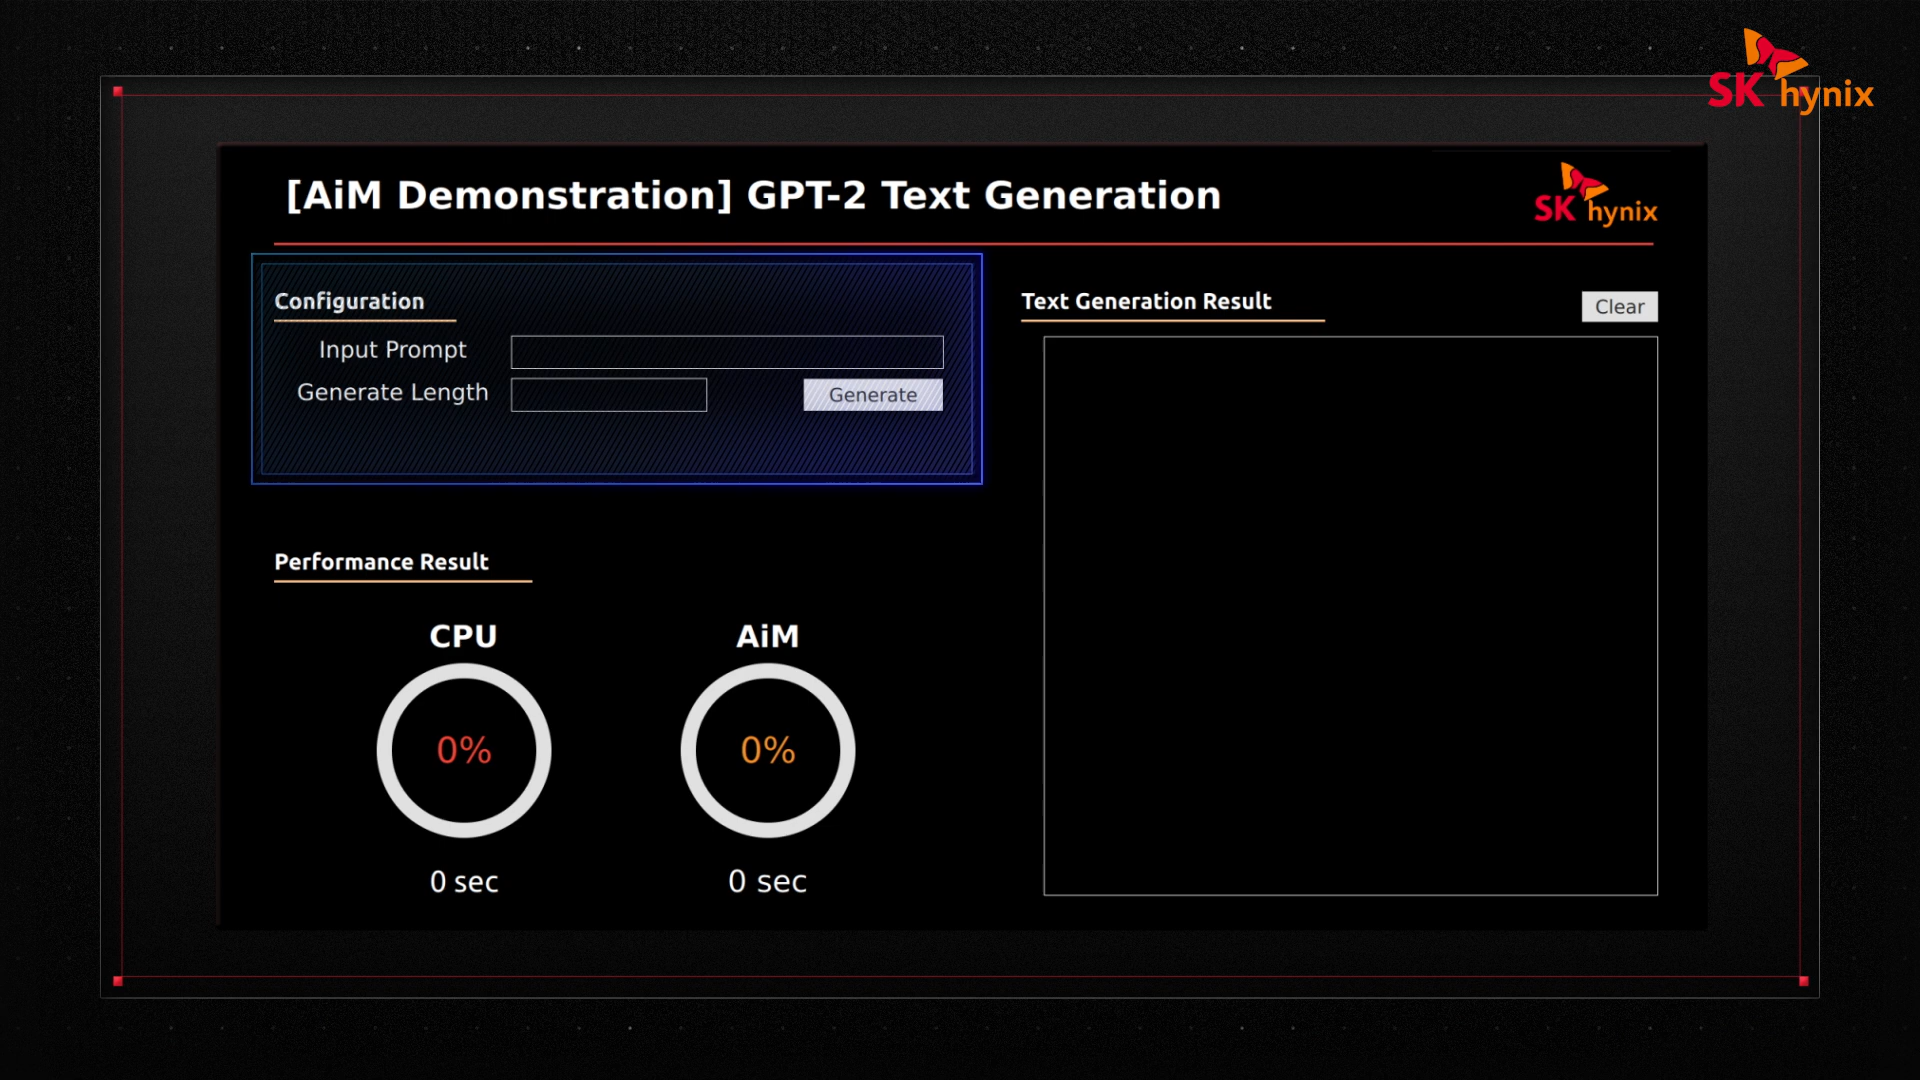 SK hynix
[AiM Demonstration] GPT-2 Text Generation
SK hynix
Configuration
Input Prompt
Generate Length
Generate
Text Generation Result
Clear
Performance Result
CPU
AiM
0%
0%
0 sec
0 sec